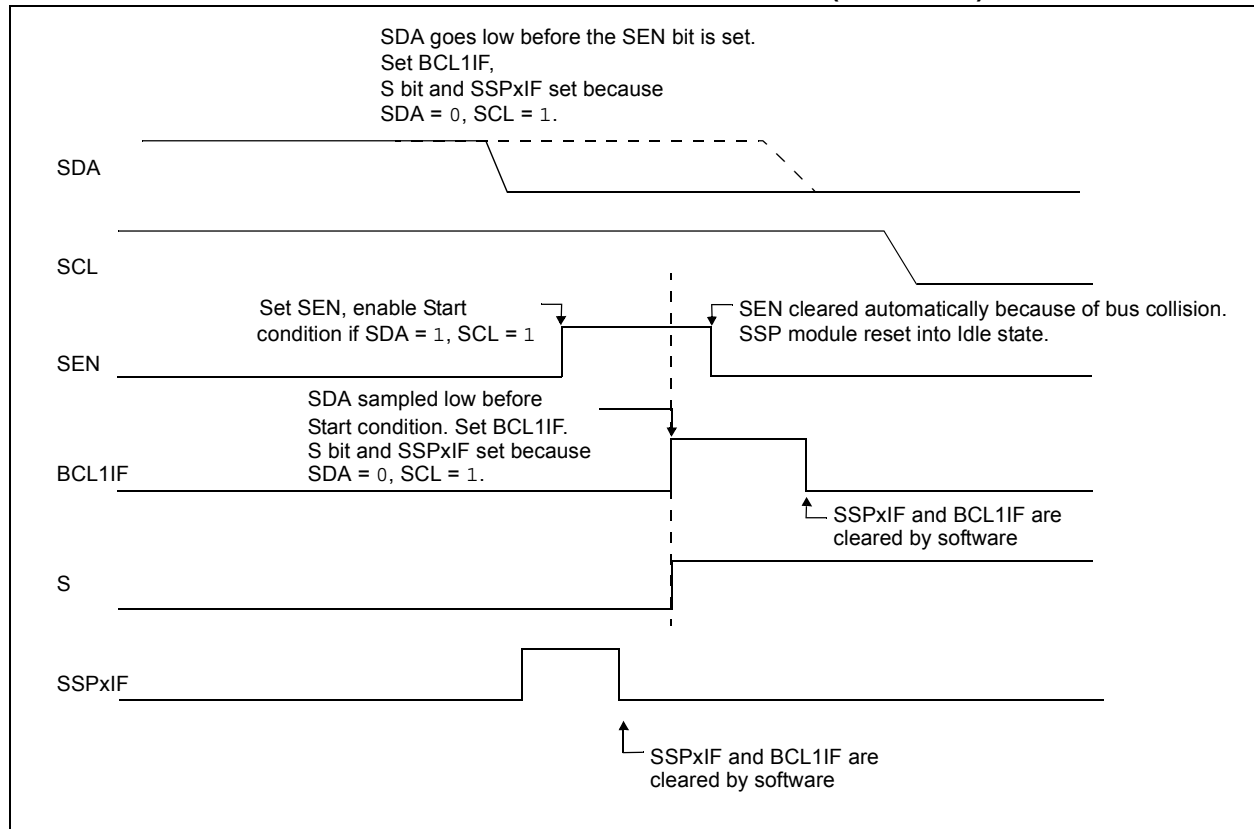 SDA goes low before the SEN bit is set.
Set BCL1IF,
S bit and SSPxIF set because
SDA = 0, SCL = 1.
SDA
SCL
Set SEN, enable Start
condition if SDA = 1, SCL = 1
SEN cleared automatically because of bus collision.
SSP module reset into Idle state.
SEN
SDA sampled low before
Start condition. Set BCL1IF.
S bit and SSPxIF set because
SDA = 0, SCL = 1.
BCL1IF
SSPxIF and BCL1IF are
cleared by software
S
SSPxIF
SSPxIF and BCL1IF are
cleared by software